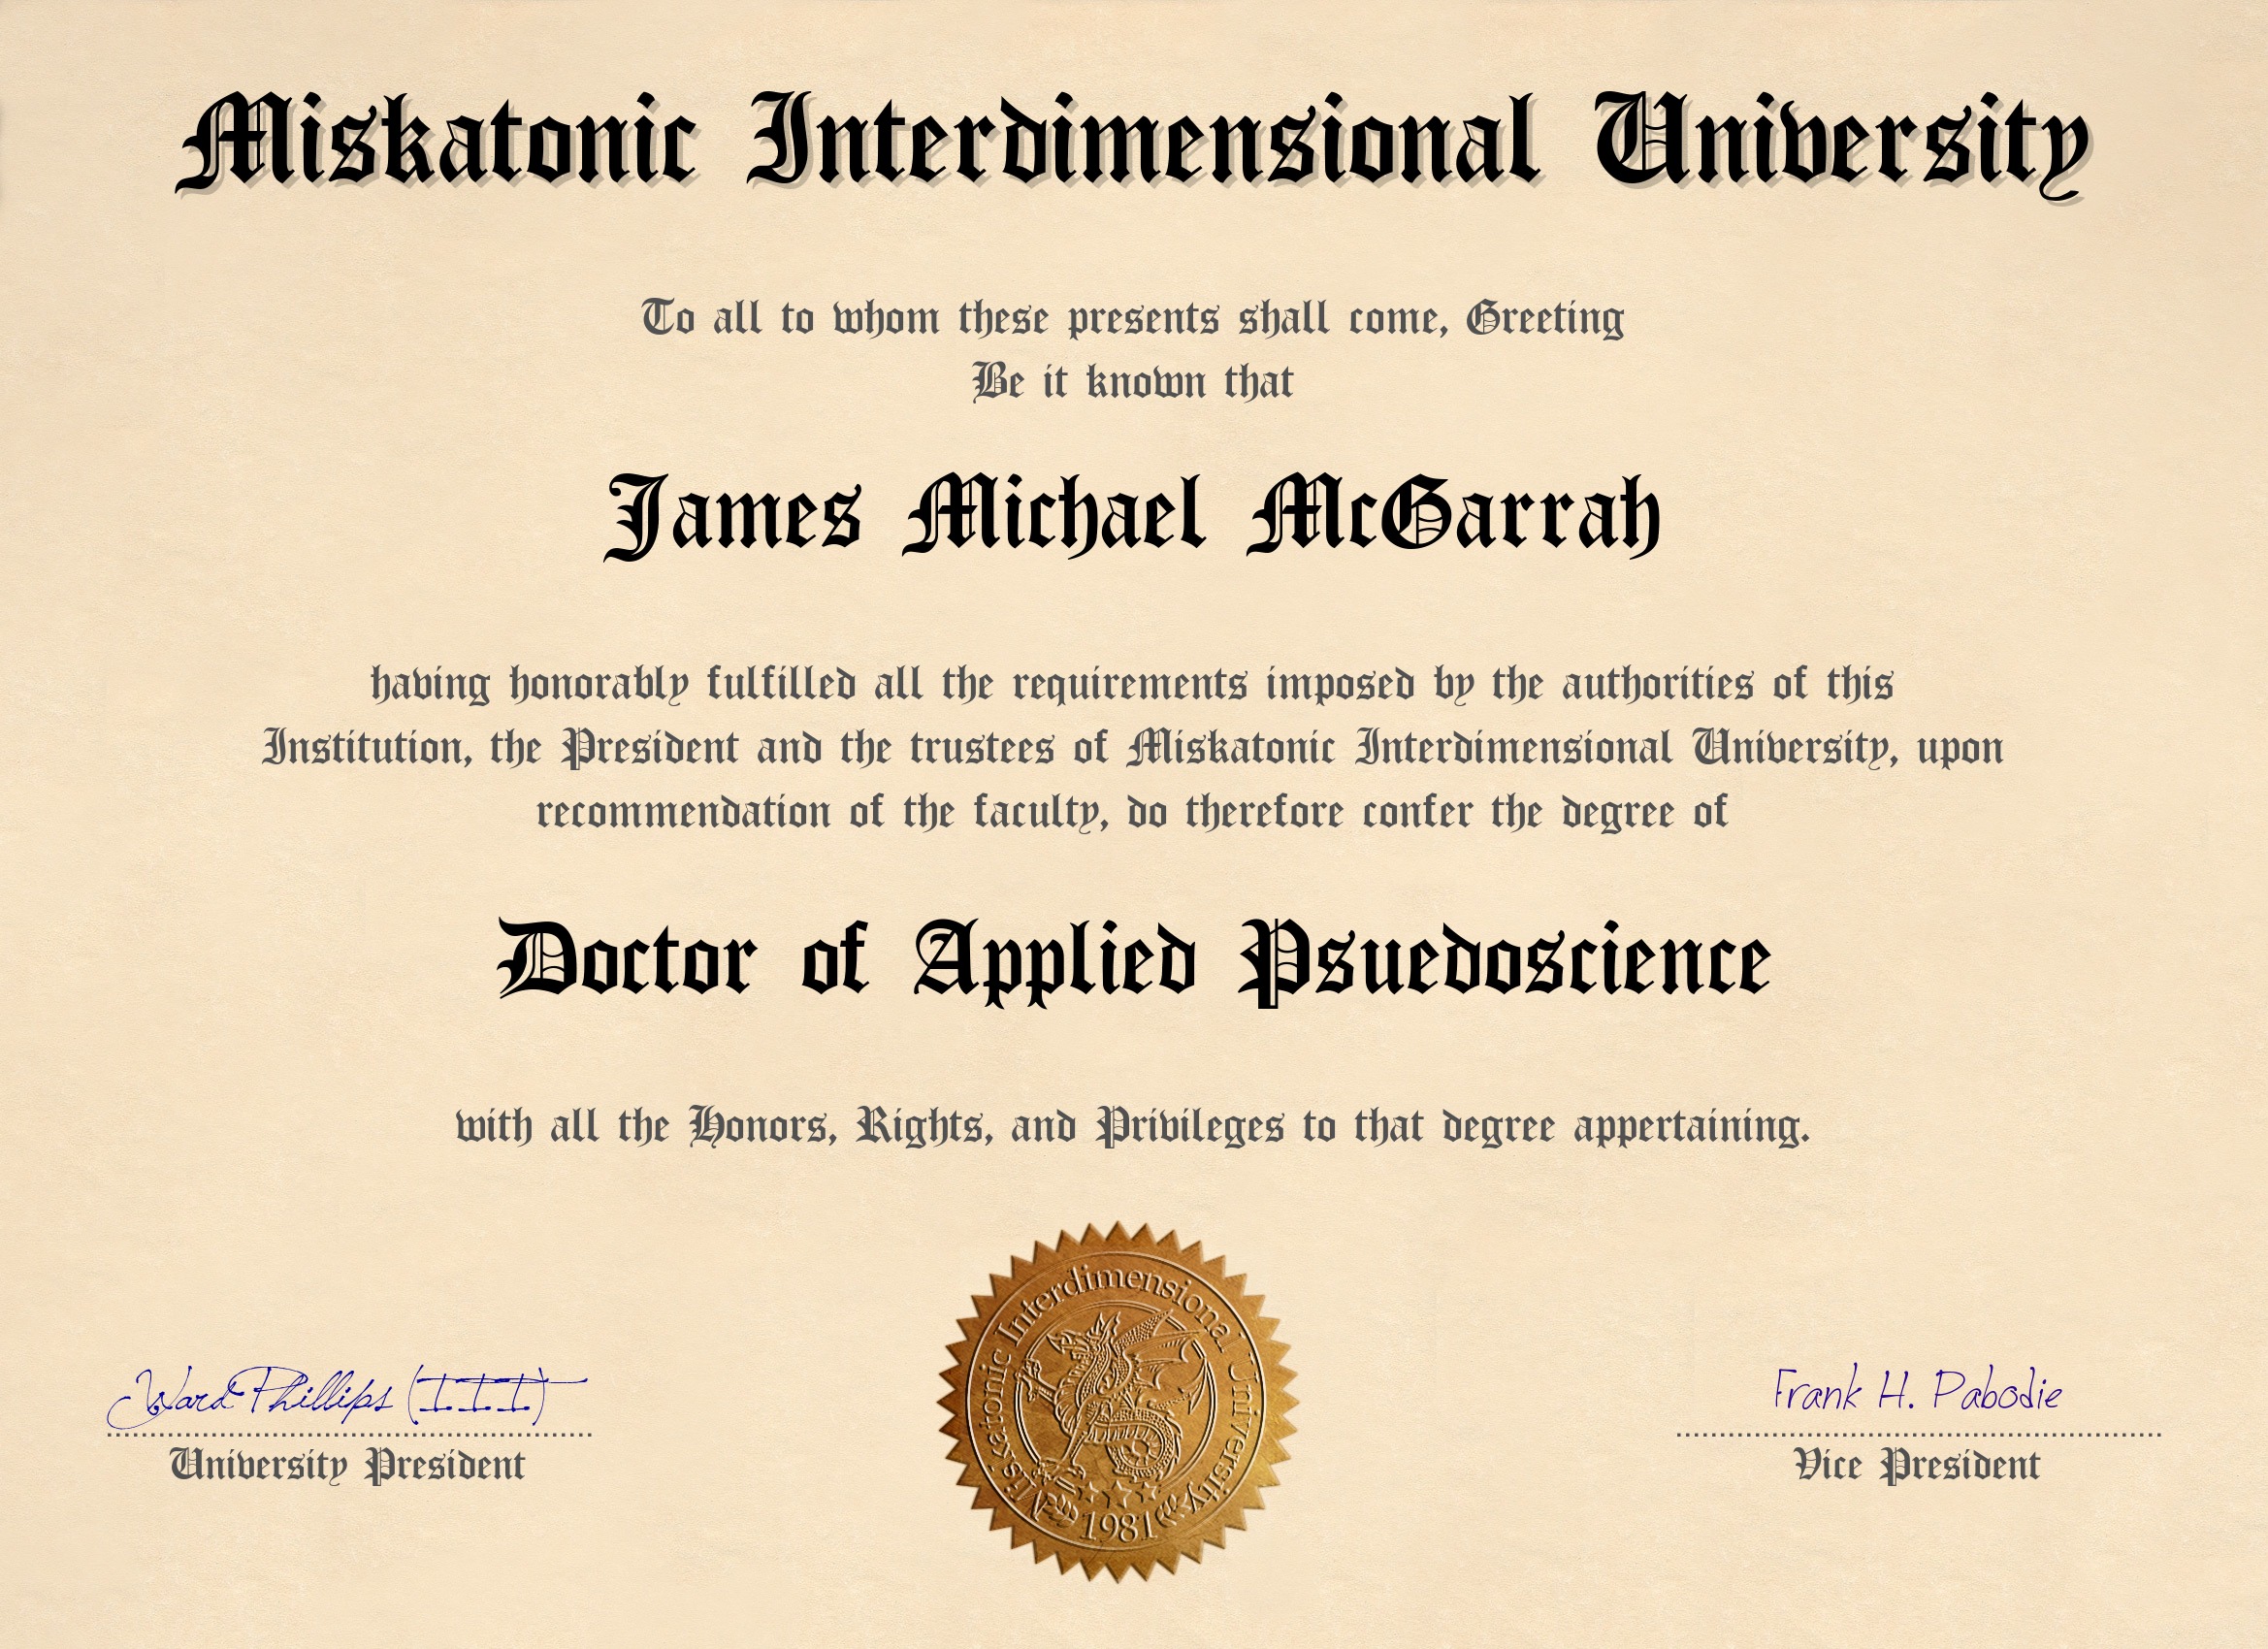 Miskatonic Interdimensional University
To all to whom these presents shall come, Greeting
Be it known that
James Michael McGarrah
having honorably fulfilled all the requirements imposed by the authorities of this
Institution, the President and the trustees of Miskatonic Interdimensional University, upon
recommendation of the faculty, do therefore confer the degree of
Doctor of Applied Psuedoscience
with all the Honors, Rights, and Privileges to that degree appertaining.
Miskatonic Interdimensional University
1981
Ward Phillips (III)
University President
Frank H. Pabodie
Vice President